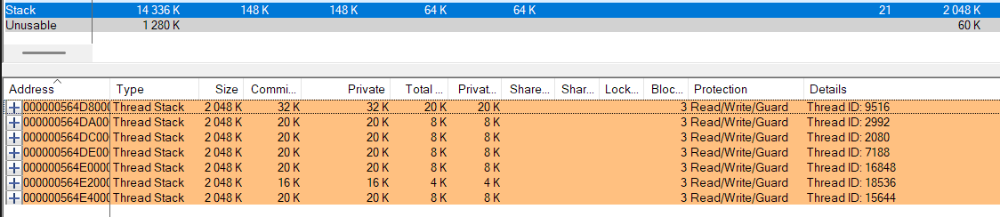 Stack 14 336 K 148 K 148 K 64 K 64 K 21 2 048 K
Unusable 1 280 K 60 K
Address Type Size Commi... Private Total ... Privat... Share... Shar... Lock... Bloc... Protection Details
000000564D8000 Thread Stack 2 048 K 32 K 32 K 20 K 20 K 3 Read/Write/Guard Thread ID: 9516
000000564DA000 Thread Stack 2 048 K 20 K 20 K 8 K 8 K 3 Read/Write/Guard Thread ID: 2992
000000564DC000 Thread Stack 2 048 K 20 K 20 K 8 K 8 K 3 Read/Write/Guard Thread ID: 2080
000000564DE000 Thread Stack 2 048 K 20 K 20 K 8 K 8 K 3 Read/Write/Guard Thread ID: 7188
000000564E0000 Thread Stack 2 048 K 20 K 20 K 8 K 8 K 3 Read/Write/Guard Thread ID: 16848
000000564E2000 Thread Stack 2 048 K 16 K 16 K 4 K 4 K 3 Read/Write/Guard Thread ID: 18536
000000564E4000 Thread Stack 2 048 K 20 K 20 K 8 K 8 K 3 Read/Write/Guard Thread ID: 15644